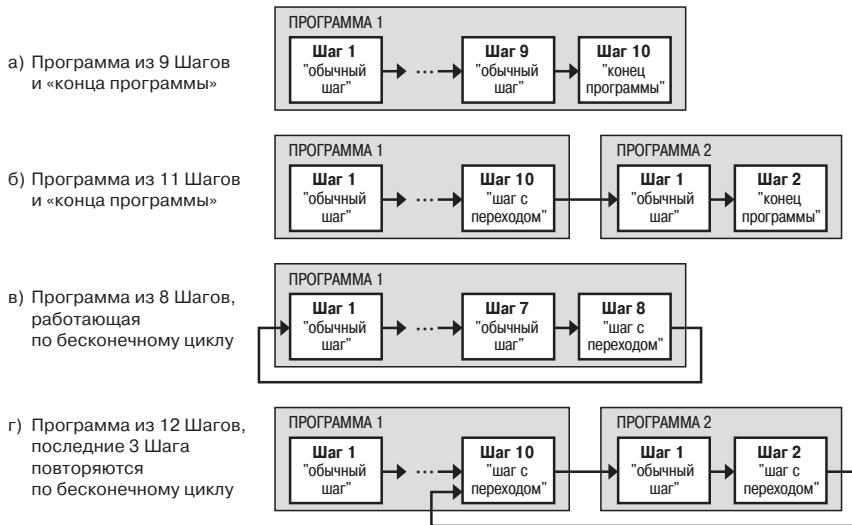 а) Программа из 9 Шагов
и «конца программы»
ПРОГРАММА 1
Шаг 1
"обычный
шаг"
...
Шаг 9
"обычный
шаг"
Шаг 10
"конец
программы"
б) Программа из 11 Шагов
и «конца программы»
ПРОГРАММА 1
Шаг 1
"обычный
шаг"
...
Шаг 10
"шаг с
переходом"
ПРОГРАММА 2
Шаг 1
"обычный
шаг"
Шаг 2
"конец
программы"
в) Программа из 8 Шагов,
работающая
по бесконечному циклу
ПРОГРАММА 1
Шаг 1
"обычный
шаг"
...
Шаг 7
"обычный
шаг"
Шаг 8
"шаг с
переходом"
г) Программа из 12 Шагов,
последние 3 Шага
повторяются
по бесконечному циклу
ПРОГРАММА 1
Шаг 1
"обычный
шаг"
...
Шаг 10
"шаг с
переходом"
ПРОГРАММА 2
Шаг 1
"обычный
шаг"
Шаг 2
"шаг с
переходом"